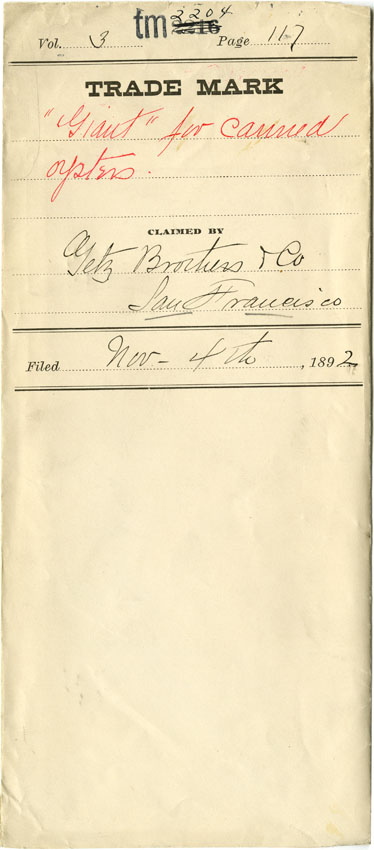 2204
Vol. 3 tm 2216 Page 117
TRADE MARK
"Giant" for canned
oysters.
CLAIMED BY
Getz Brothers & Co
San Francisco
Filed Nov - 4th, 1892